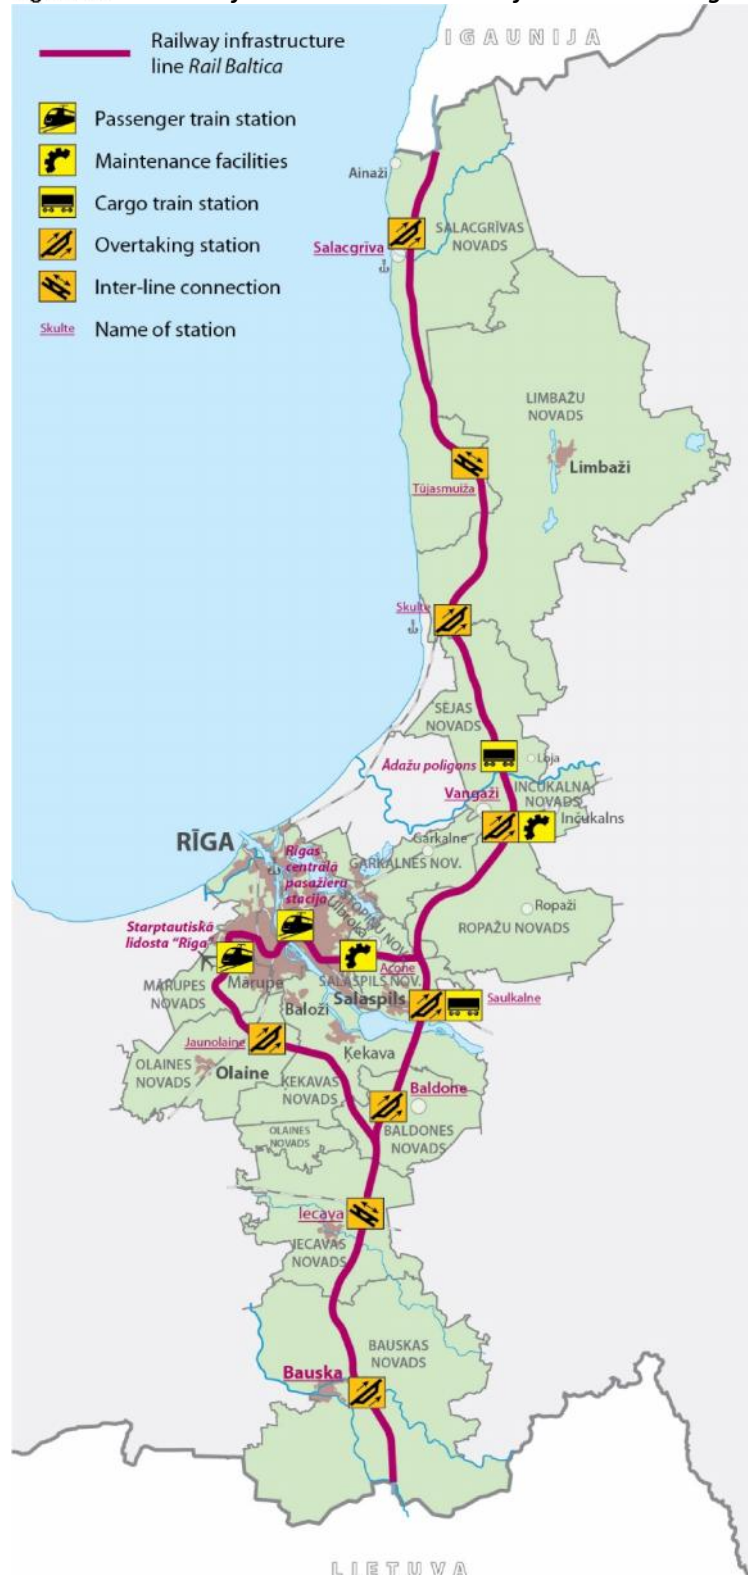 IGAUNIJA
Railway infrastructure
line Rail Baltica
Passenger train station
Maintenance facilities
Cargo train station
Overtaking station
Inter-line connection
Skulte
Name of station
Ainaži
SALACGRĪVAS
NOVADS
Salacgrīva
LIMBAŽU
NOVADS
Limbaži
Tūjasmuiža
Skulte
SĒJAS
NOVADS
Ādažu poligons
Loja
Vangaži
INČUKALNA
NOVADS
Inčukalns
RĪGA
Garkalne
GARKALNES NOV.
Rīgas
centrālā
pasažieru
stacija
Ropaži
ROPAŽU NOVADS
STOPIŅU NOV.
Ulbroka
Starptautiskā
lidosta "Rīga
Acone
SALASPILS NOV.
Mārupe
MĀRUPES
NOVADS
Salaspils
Saulkalne
Baloži
Jaunolaine
Ķekava
OLAINES
NOVADS
Olaine
ĶEKAVAS
NOVADS
Baldone
OLAINES
NOVADS
BALDONES
NOVADS
Iecava
IECAVAS
NOVADS
BAUSKAS
NOVADS
Bauska
LIETUVA